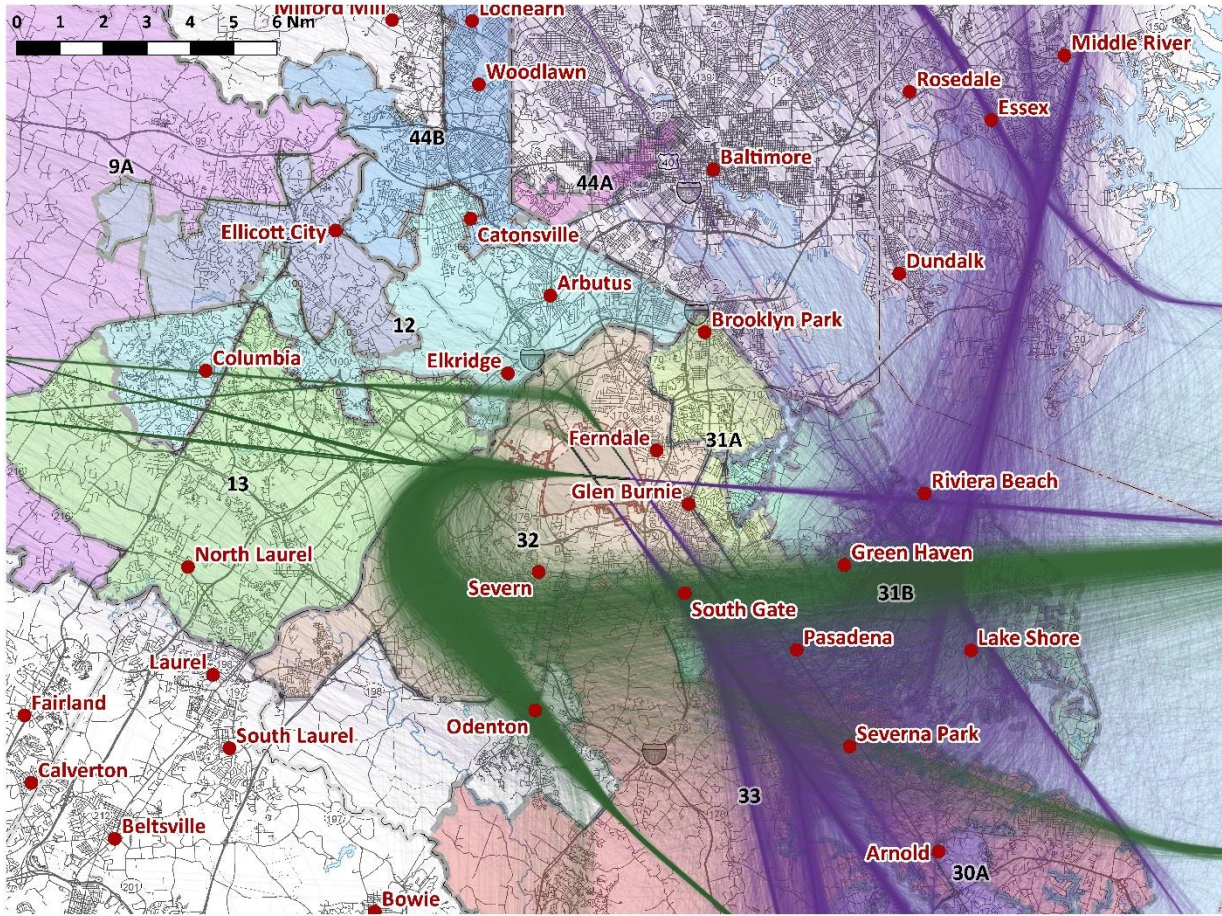 0 1 2 3 4 5 6 Nm
Milford Mill
Lochearn
Middle River
Woodlawn
Rosedale
Essex
44B
9A
44A
Baltimore
Ellicott City
Catonsville
Dundalk
Arbutus
12
Brooklyn Park
Columbia
Elkridge
Ferndale
31A
13
Glen Burnie
Riviera Beach
32
North Laurel
Severn
Green Haven
31B
South Gate
Pasadena
Lake Shore
Laurel
Fairland
Odenton
South Laurel
Severna Park
Calverton
33
Beltsville
Arnold
30A
Bowie